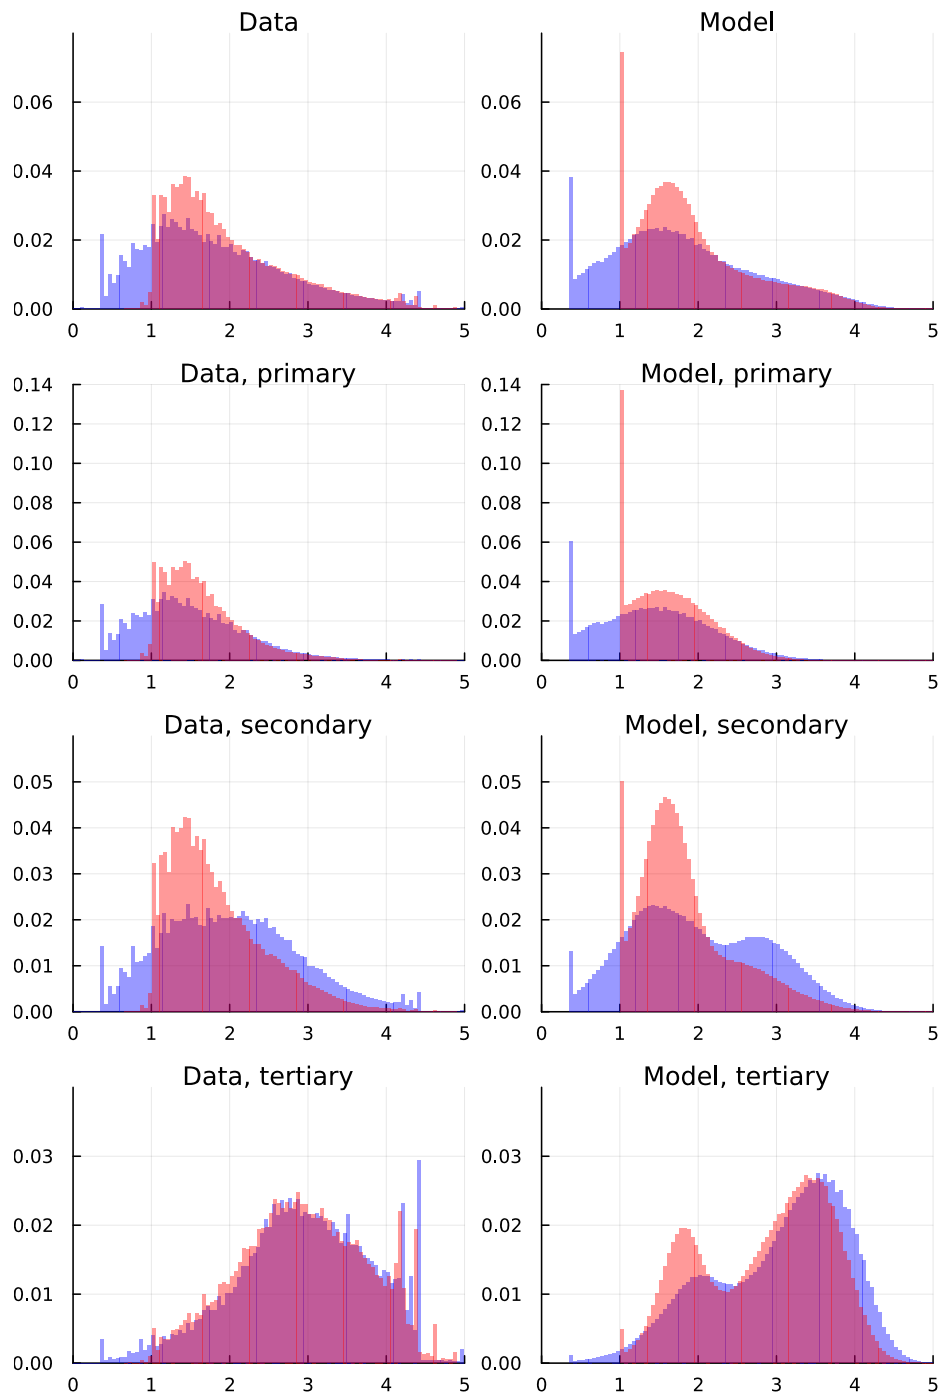 Data Model
0.06 0.06
0.04 0.04
0.02 0.02
0.00 0.00
0 1 2 3 4 5 0 1 2 3 4 5
Data, primary Model, primary
0.14 0.14
0.12 0.12
0.10 0.10
0.08 0.08
0.06 0.06
0.04 0.04
0.02 0.02
0.00 0.00
0 1 2 3 4 5 0 1 2 3 4 5
Data, secondary Model, secondary
0.05 0.05
0.04 0.04
0.03 0.03
0.02 0.02
0.01 0.01
0.00 0.00
0 1 2 3 4 5 0 1 2 3 4 5
Data, tertiary Model, tertiary
0.03 0.03
0.02 0.02
0.01 0.01
0.00 0.00
0 1 2 3 4 5 0 1 2 3 4 5